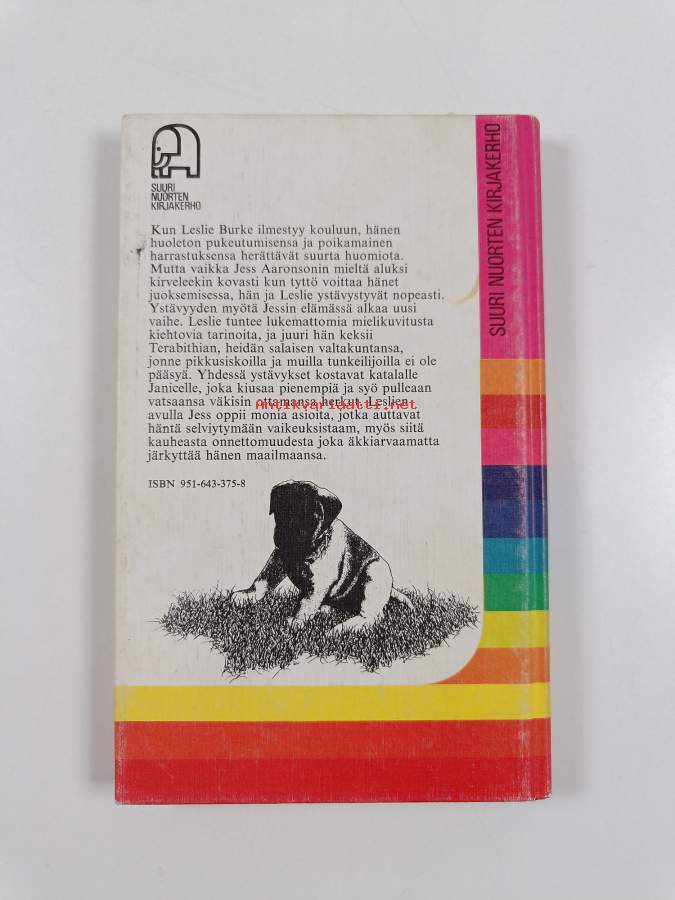 SUURI
NUORTEN
KIRJAKERHO
SUURI NUORTEN KIRJAKERHO
Kun Leslie Burke ilmestyy kouluun, hänen
huoleton pukeutumisensa ja poikamainen
harrastuksensa herättävät suurta huomiota.
Mutta vaikka Jess Aaronsonin mieltä aluksi
kirveleekin kovasti kun tyttö voittaa hänet
juoksemisessa, hän ja Leslie ystävystyvät nopeasti.
Ystävyyden myötä Jessin elämässä alkaa uusi
vaihe. Leslie tuntee lukemattomia mielikuvitusta
kiehtovia tarinoita, ja juuri hän keksii
Terabithian, heidän salaisen valtakuntansa,
jonne pikkusiskoilla ja muilla tunkeilijoilla ei ole
pääsyä. Yhdessä ystävykset kostavat katalalle
Janicelle, joka kiusaa pienempiä ja syö pulleaan
vatsaansa väkisin ottamansa herkut. Leslien
antikvariaatti.net
avulla Jess oppii monia asioita, jotka auttavat
häntä selviytymään vaikeuksistaam, myös siitä
kauheasta onnettomuudesta joka äkkiarvaamatta
järkyttää hänen maailmaansa.
ISBN 951-643-375-8